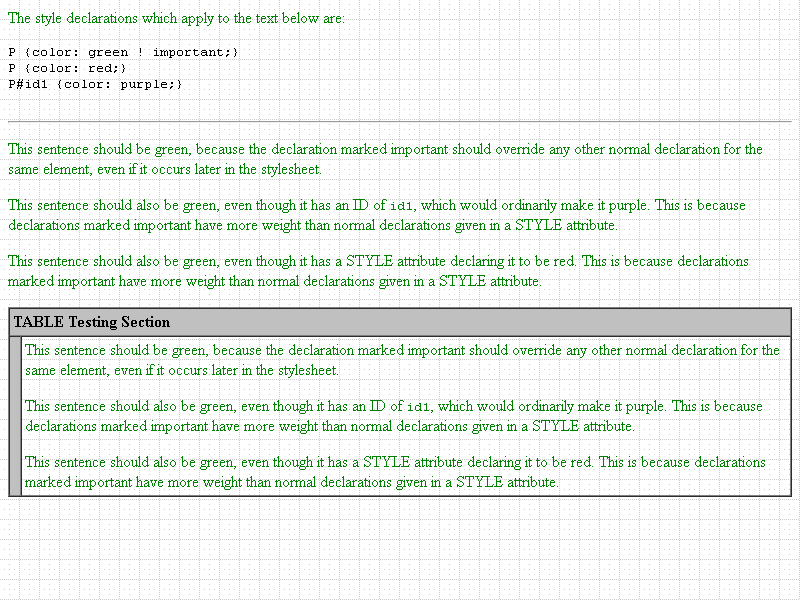 The style declarations which apply to the text below are:
P {color: green ! important;}
P {color: red;}
P#id1 {color: purple;}
This sentence should be green, because the declaration marked important should override any other normal declaration for the
same element, even if it occurs later in the stylesheet.
This sentence should also be green, even though it has an ID of id1, which would ordinarily make it purple. This is because
declarations marked important have more weight than normal declarations given in a STYLE attribute.
This sentence should also be green, even though it has a STYLE attribute declaring it to be red. This is because declarations
marked important have more weight than normal declarations given in a STYLE attribute.
TABLE Testing Section
This sentence should be green, because the declaration marked important should override any other normal declaration for the
same element, even if it occurs later in the stylesheet.
This sentence should also be green, even though it has an ID of id1, which would ordinarily make it purple. This is because
declarations marked important have more weight than normal declarations given in a STYLE attribute.
This sentence should also be green, even though it has a STYLE attribute declaring it to be red. This is because declarations
marked important have more weight than normal declarations given in a STYLE attribute.